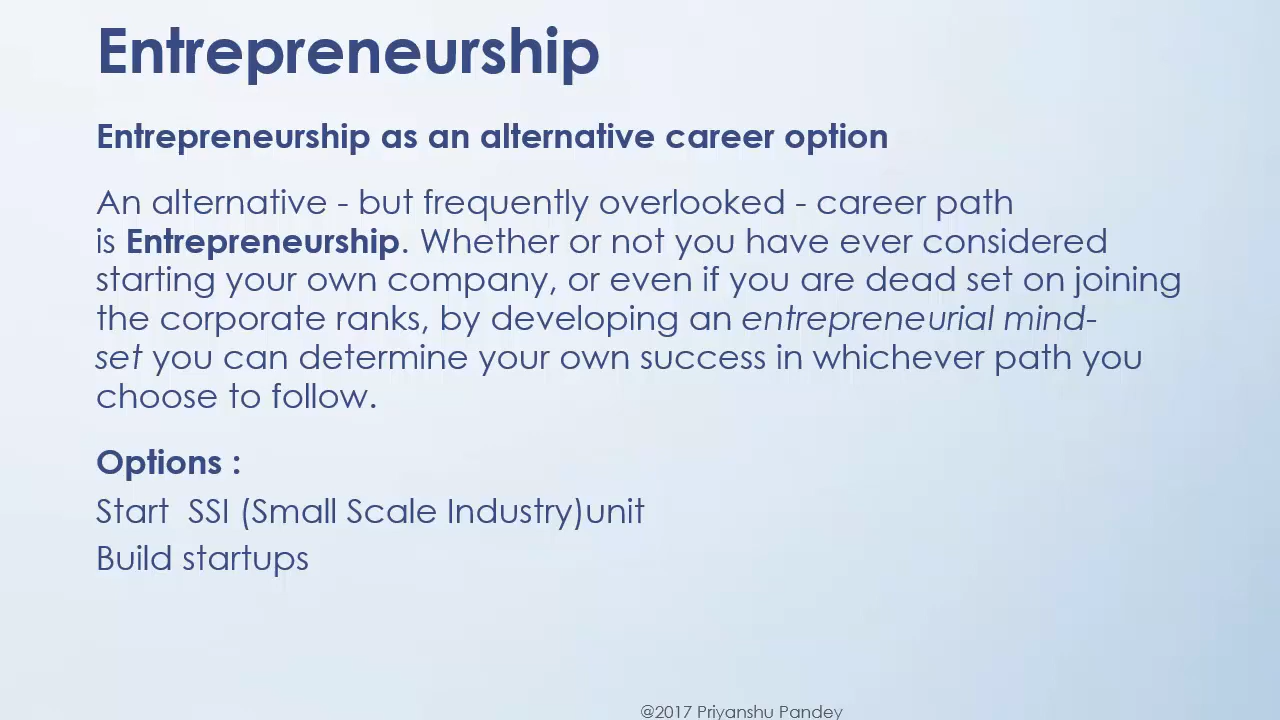 Entrepreneurship
Entrepreneurship as an alternative career option
An alternative - but frequently overlooked - career path
is Entrepreneurship. Whether or not you have ever considered
starting your own company, or even if you are dead set on joining
the corporate ranks, by developing an entrepreneurial mind-
set you can determine your own success in whichever path you
choose to follow.
Options :
Start  SSI (Small Scale Industry)unit
Build startups
@2017 Priyanshu Pandey